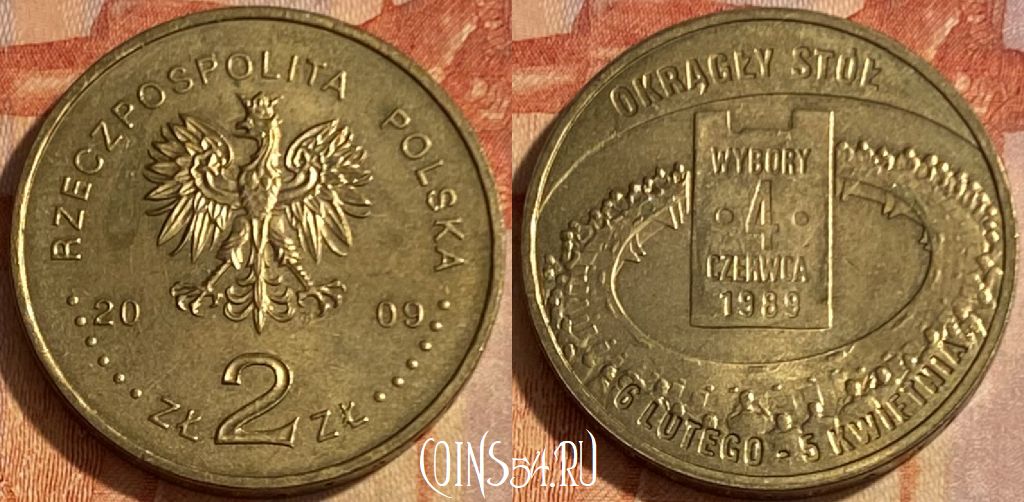 RZECZPOSPOLITA POLSKA
20 09
ZŁ 2 ZŁ
OKRĄGŁY STÓŁ
WYBORY
· 4 ·
CZERWCA
1989
6 LUTEGO - 5 KWIETNIA
COINS54.RU